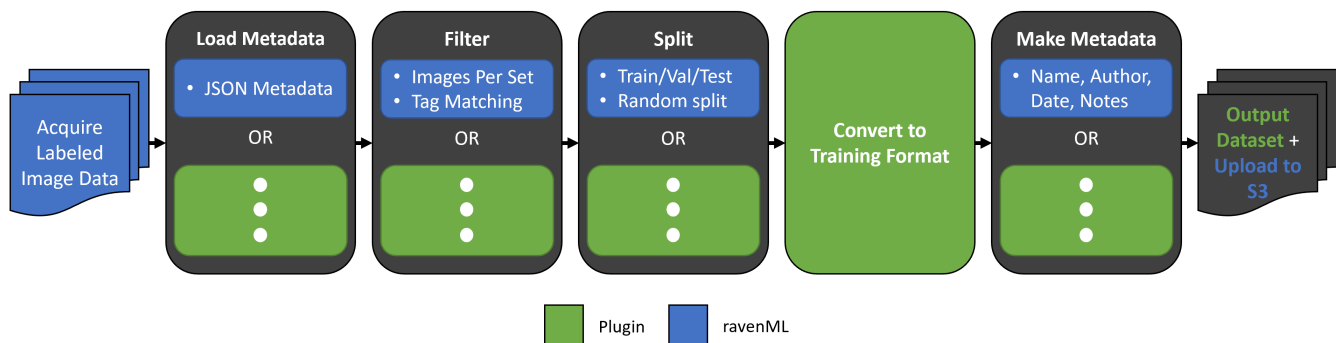 Acquire
Labeled
Image Data
Load Metadata
• JSON Metadata
OR
Filter
• Images Per Set
• Tag Matching
OR
Split
• Train/Val/Test
• Random split
OR
Convert to
Training Format
Make Metadata
• Name, Author,
Date, Notes
OR
Output
Dataset +
Upload to
S3
Plugin
ravenML